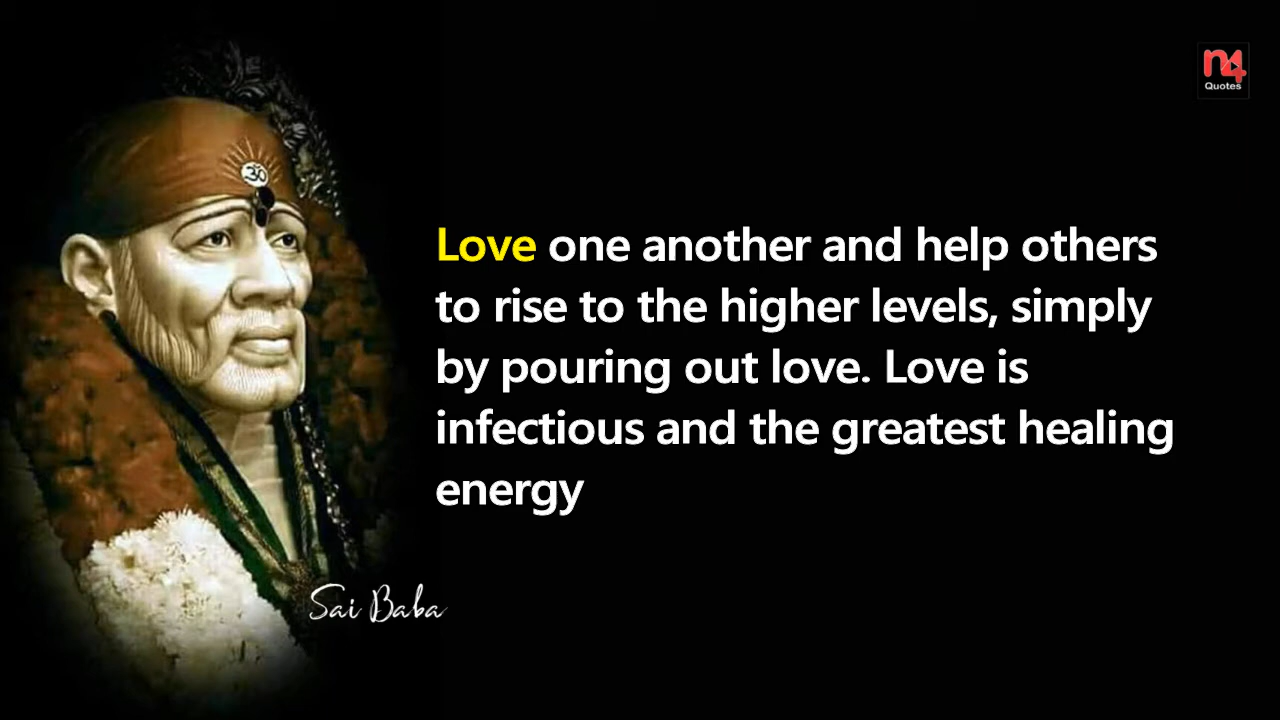 n4
Quotes
ॐ
Love one another and help others
to rise to the higher levels, simply
by pouring out love. Love is
infectious and the greatest healing
energy
Sai Baba